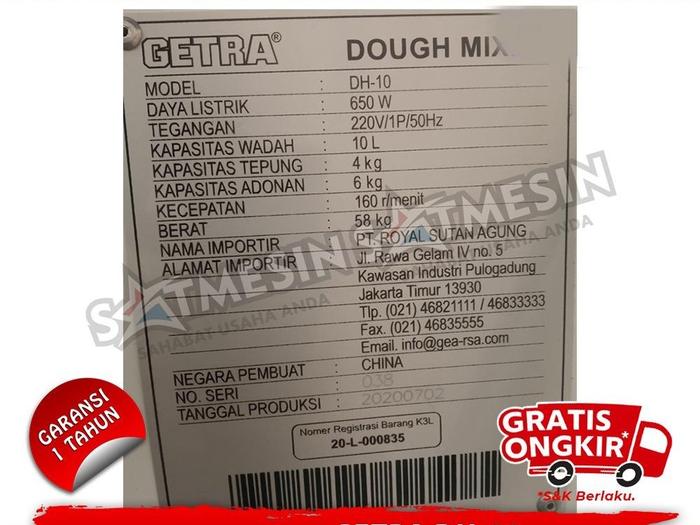 GETRA® DOUGH MIX
MODEL : DH-10
DAYA LISTRIK : 650 W
TEGANGAN : 220V/1P/50Hz
KAPASITAS WADAH : 10 L
KAPASITAS TEPUNG : 4 kg
KAPASITAS ADONAN : 6 kg
KECEPATAN : 160 r/menit
BERAT : 58 kg
NAMA IMPORTIR : PT. ROYAL SUTAN AGUNG
ALAMAT IMPORTIR : Jl. Rawa Gelam IV no. 5
Kawasan Industri Pulogadung
Jakarta Timur 13930
Tlp. (021) 46821111 / 46833333
Fax. (021) 46835555
Email. info@gea-rsa.com
NEGARA PEMBUAT : CHINA
NO. SERI : 038
TANGGAL PRODUKSI : 20200702
Nomer Registrasi Barang K3L
20-L-000835
SATMESIN
SAHABAT USAHA ANDA
SATMESIN
SAHABAT USAHA ANDA
GARANSI
1 TAHUN
GRATIS
ONGKIR*
*S&K Berlaku.